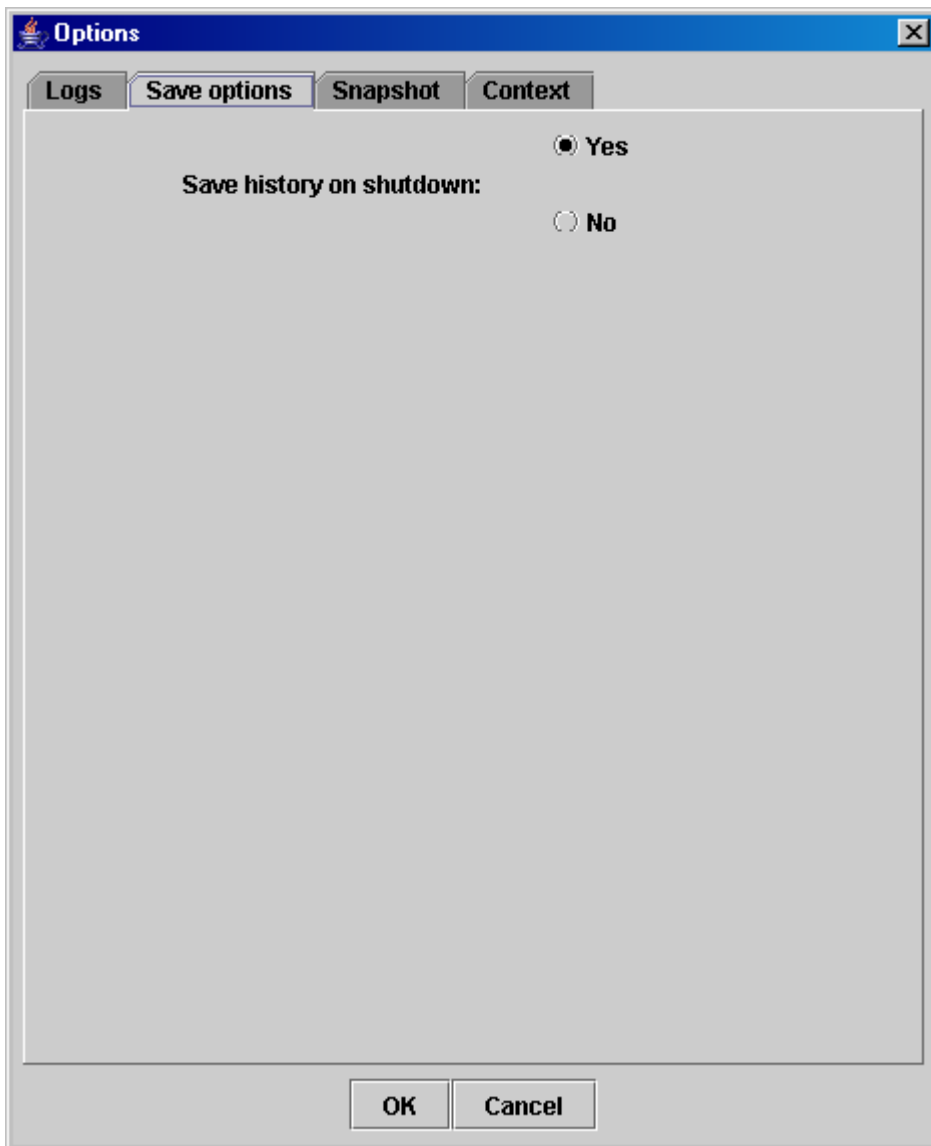 Options
Logs Save options Snapshot Context
Yes
Save history on shutdown:
No
OK Cancel